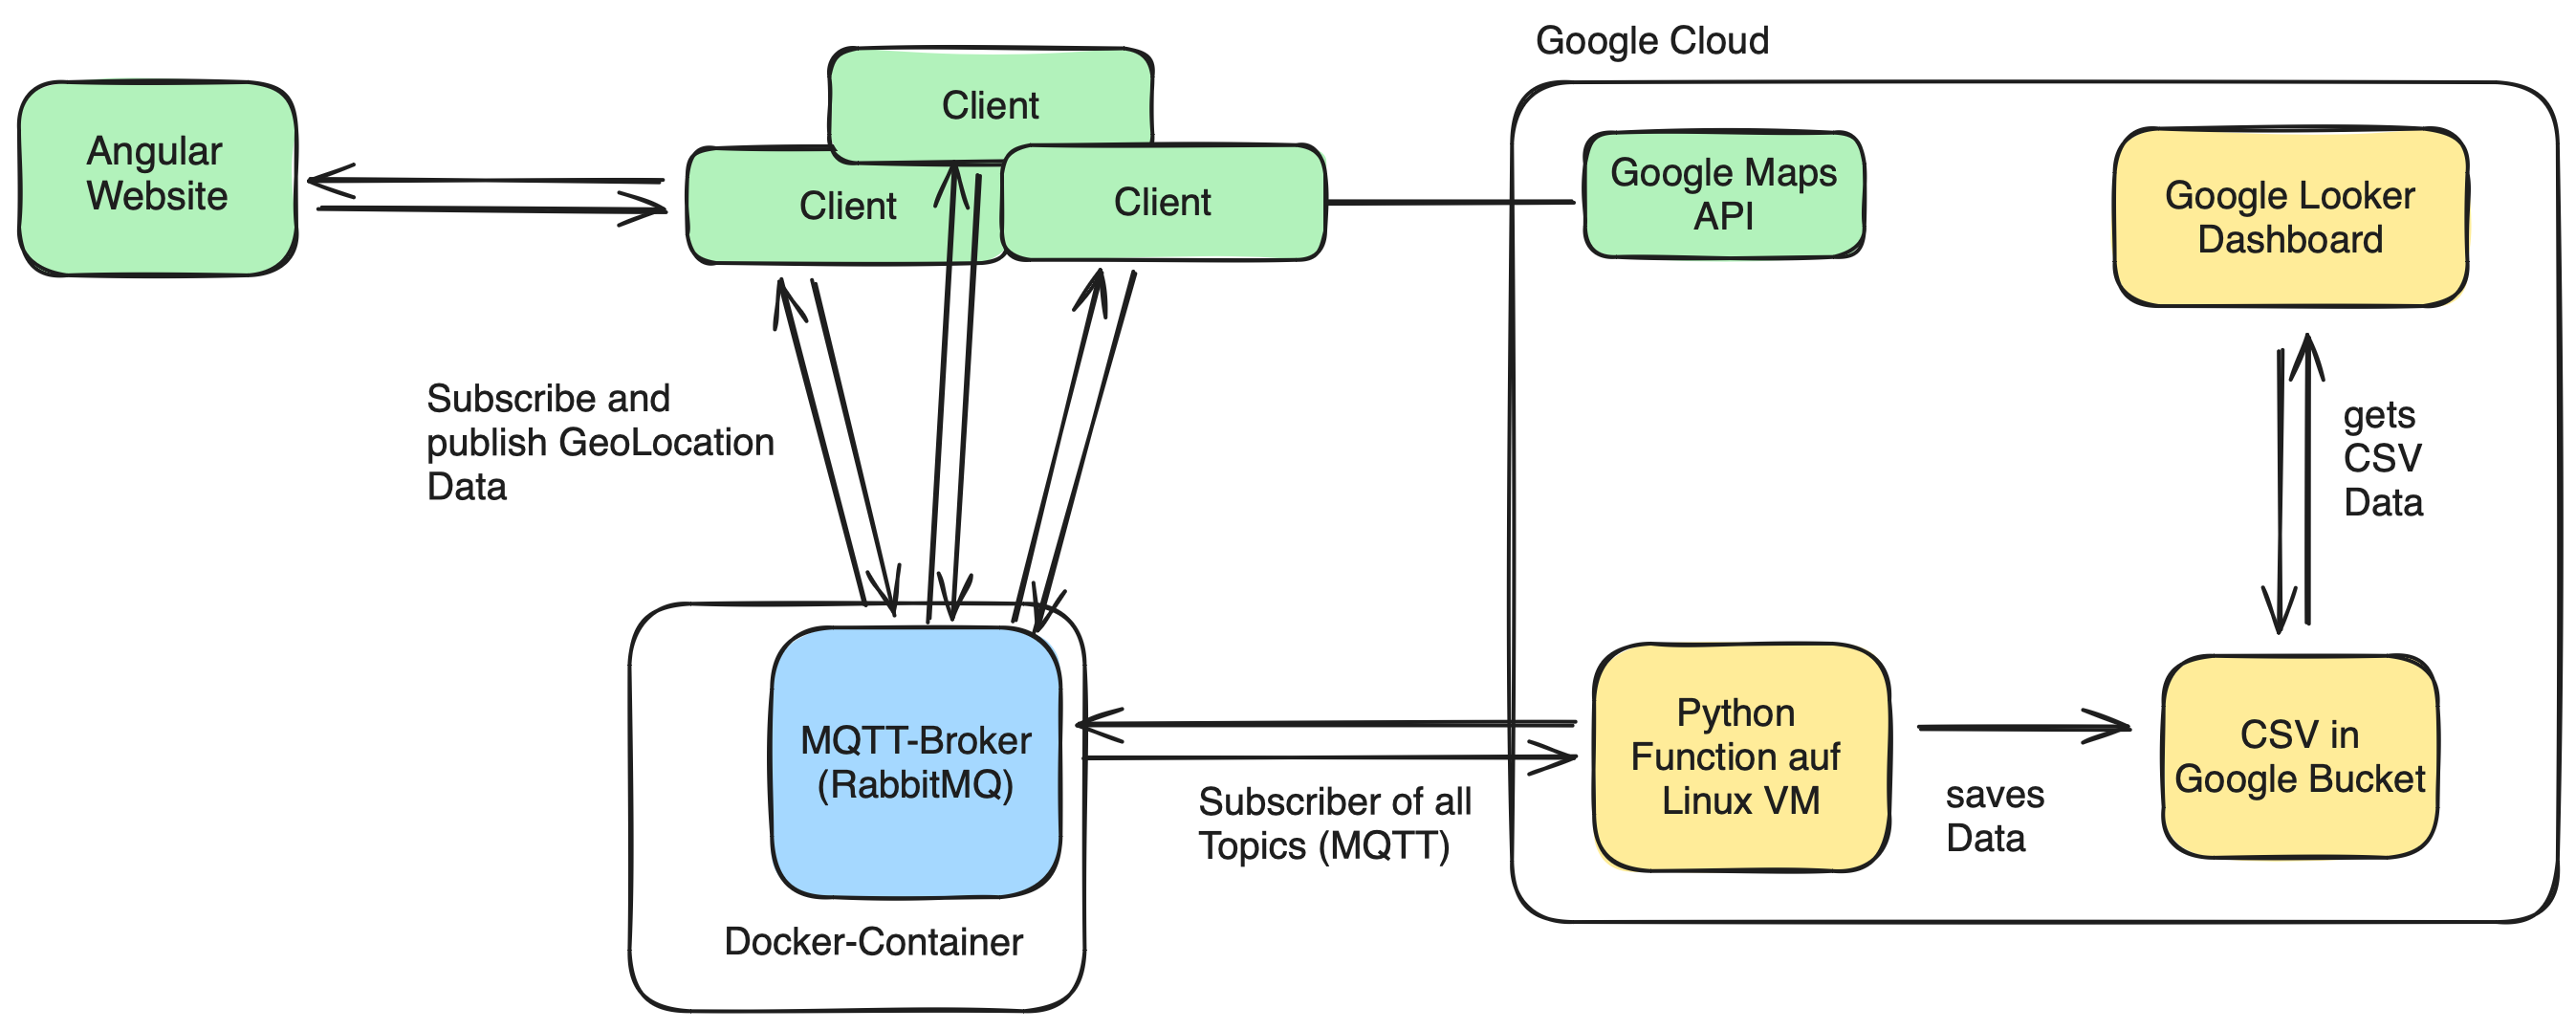 Google Cloud
Angular
Website
Client
Client
Client
Google Maps
API
Google Looker
Dashboard
Subscribe and
publish GeoLocation
Data
gets
CSV
Data
MQTT-Broker
(RabbitMQ)
Docker-Container
Subscriber of all
Topics (MQTT)
Python
Function auf
Linux VM
saves
Data
CSV in
Google Bucket